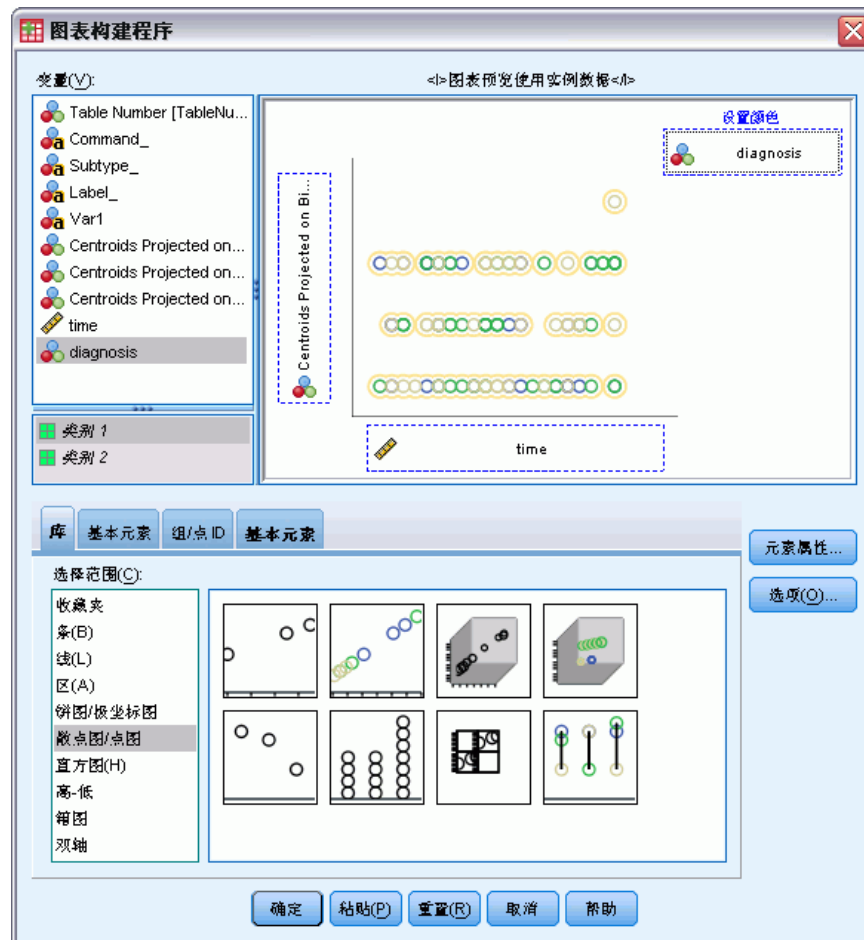 图表构建程序
变量(V):
<I>图表预览使用实例数据</I>
Table Number [TableNu...
Command_
Subtype_
Label_
Var1
Centroids Projected on...
Centroids Projected on...
Centroids Projected on...
time
diagnosis
类别 1
类别 2
设置颜色
diagnosis
Centroids Projected on Bi...
time
库
基本元素
组/点 ID
基本元素
元素属性...
选项(O)...
选择范围(C):
收藏夹
条(B)
线(L)
区(A)
饼图/极坐标图
散点图/点图
直方图(H)
高-低
箱图
双轴
确定
粘贴(P)
重置(R)
取消
帮助